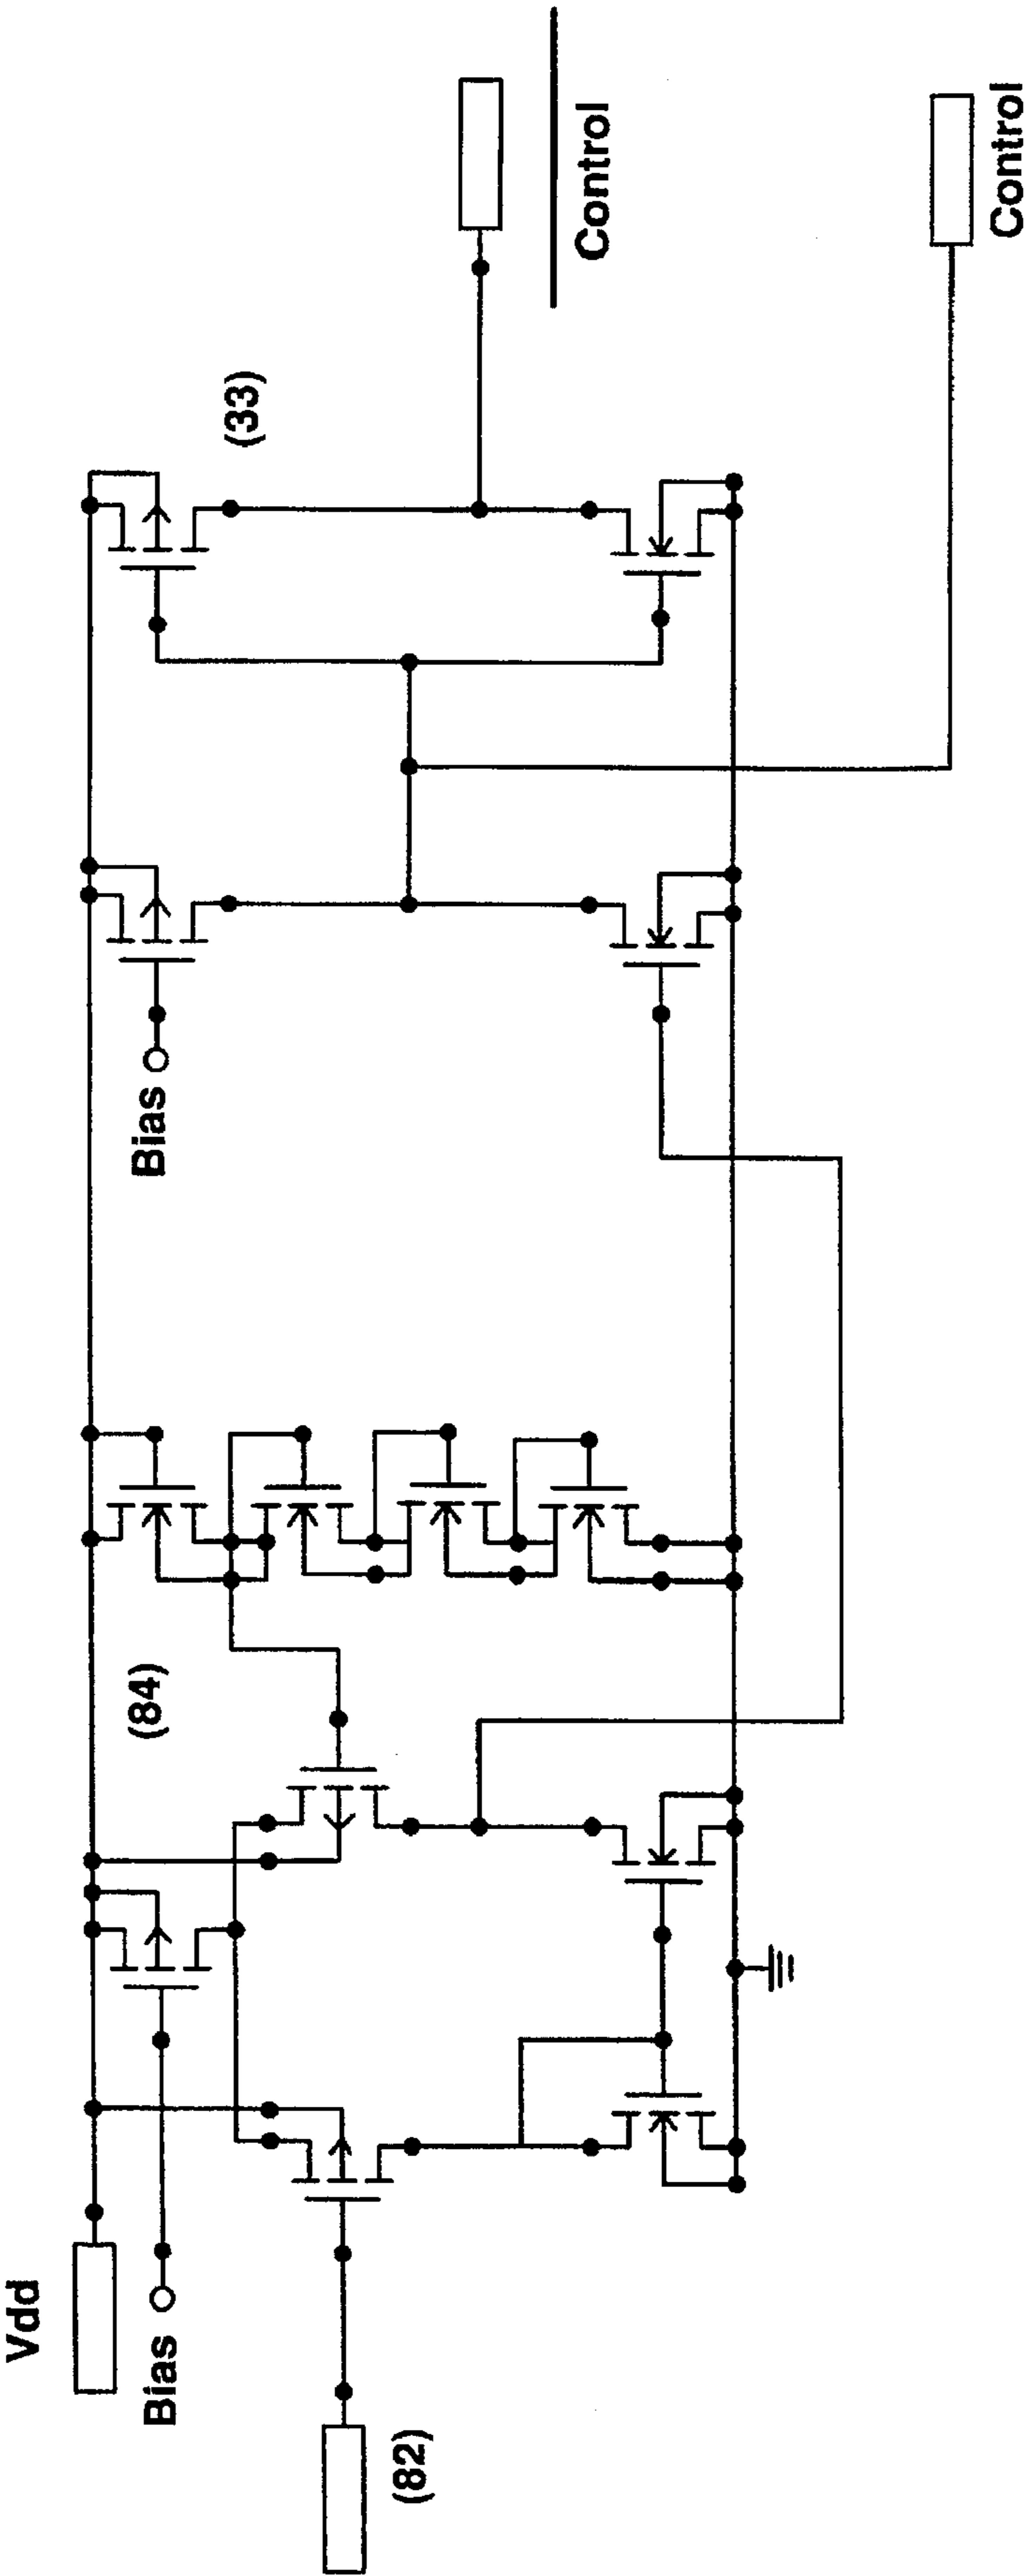 Vdd
Bias
(82)
(84)
Bias
(33)
Control
Control